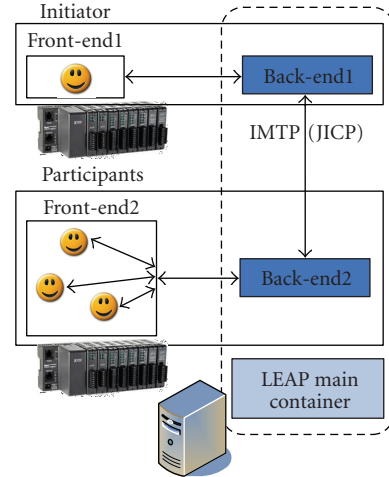 Initiator
Front-end1
Back-end1
IMTP (JICP)
Participants
Front-end2
Back-end2
LEAP main
container